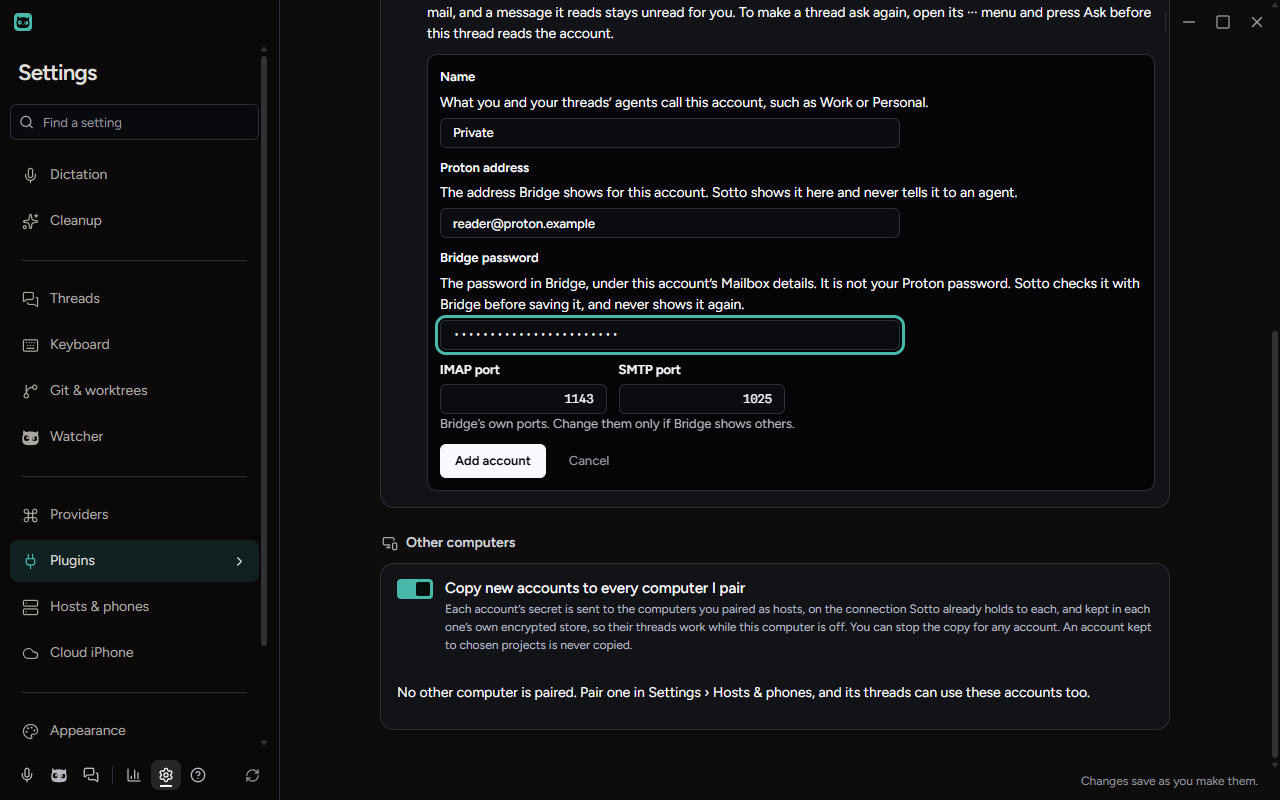 mail, and a message it reads stays unread for you. To make a thread ask again, open its ··· menu and press Ask before
this thread reads the account.
Settings
Find a setting
Dictation
Cleanup
Threads
Keyboard
Git & worktrees
Watcher
Providers
Plugins
Hosts & phones
Cloud iPhone
Appearance
Name
What you and your threads' agents call this account, such as Work or Personal.
Private
Proton address
The address Bridge shows for this account. Sotto shows it here and never tells it to an agent.
reader@proton.example
Bridge password
The password in Bridge, under this account's Mailbox details. It is not your Proton password. Sotto checks it with
Bridge before saving it, and never shows it again.
•••••••••••••••••••••••
IMAP port SMTP port
1143 1025
Bridge's own ports. Change them only if Bridge shows others.
Add account Cancel
Other computers
Copy new accounts to every computer I pair
Each account's secret is sent to the computers you paired as hosts, on the connection Sotto already holds to each, and kept in each
one's own encrypted store, so their threads work while this computer is off. You can stop the copy for any account. An account kept
to chosen projects is never copied.
No other computer is paired. Pair one in Settings › Hosts & phones, and its threads can use these accounts too.
Changes save as you make them.